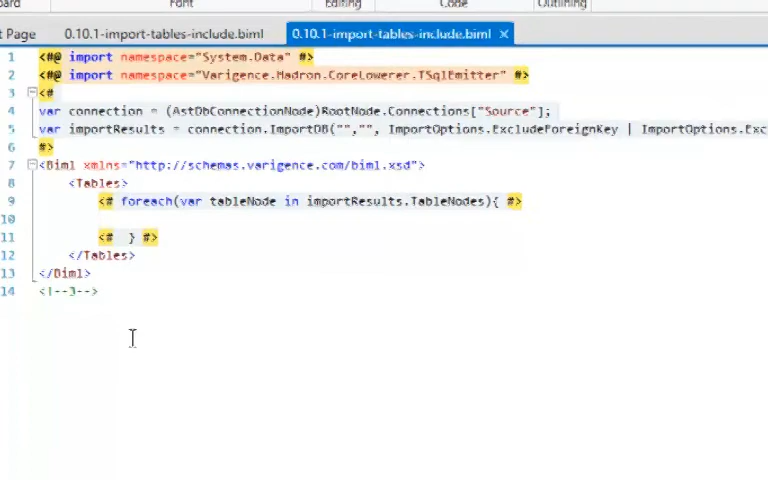 oard Font Editing Code Outlining
t Page 0.10.1-import-tables-include.biml 0.10.1-import-tables-include.biml ×
1 <#@ import namespace="System.Data" #>
2 <#@ import namespace="Varigence.Hadron.CoreLowerer.TSqlEmitter" #>
3 <#
4 var connection = (AstDbConnectionNode)RootNode.Connections["Source"];
5 var importResults = connection.ImportDB("","", ImportOptions.ExcludeForeignKey | ImportOptions.Exc
6 #>
7 <Biml xmlns="http://schemas.varigence.com/biml.xsd">
8 <Tables>
9 <# foreach(var tableNode in importResults.TableNodes){ #>
10
11 <# } #>
12 </Tables>
13 </Biml>
14 <!--3-->